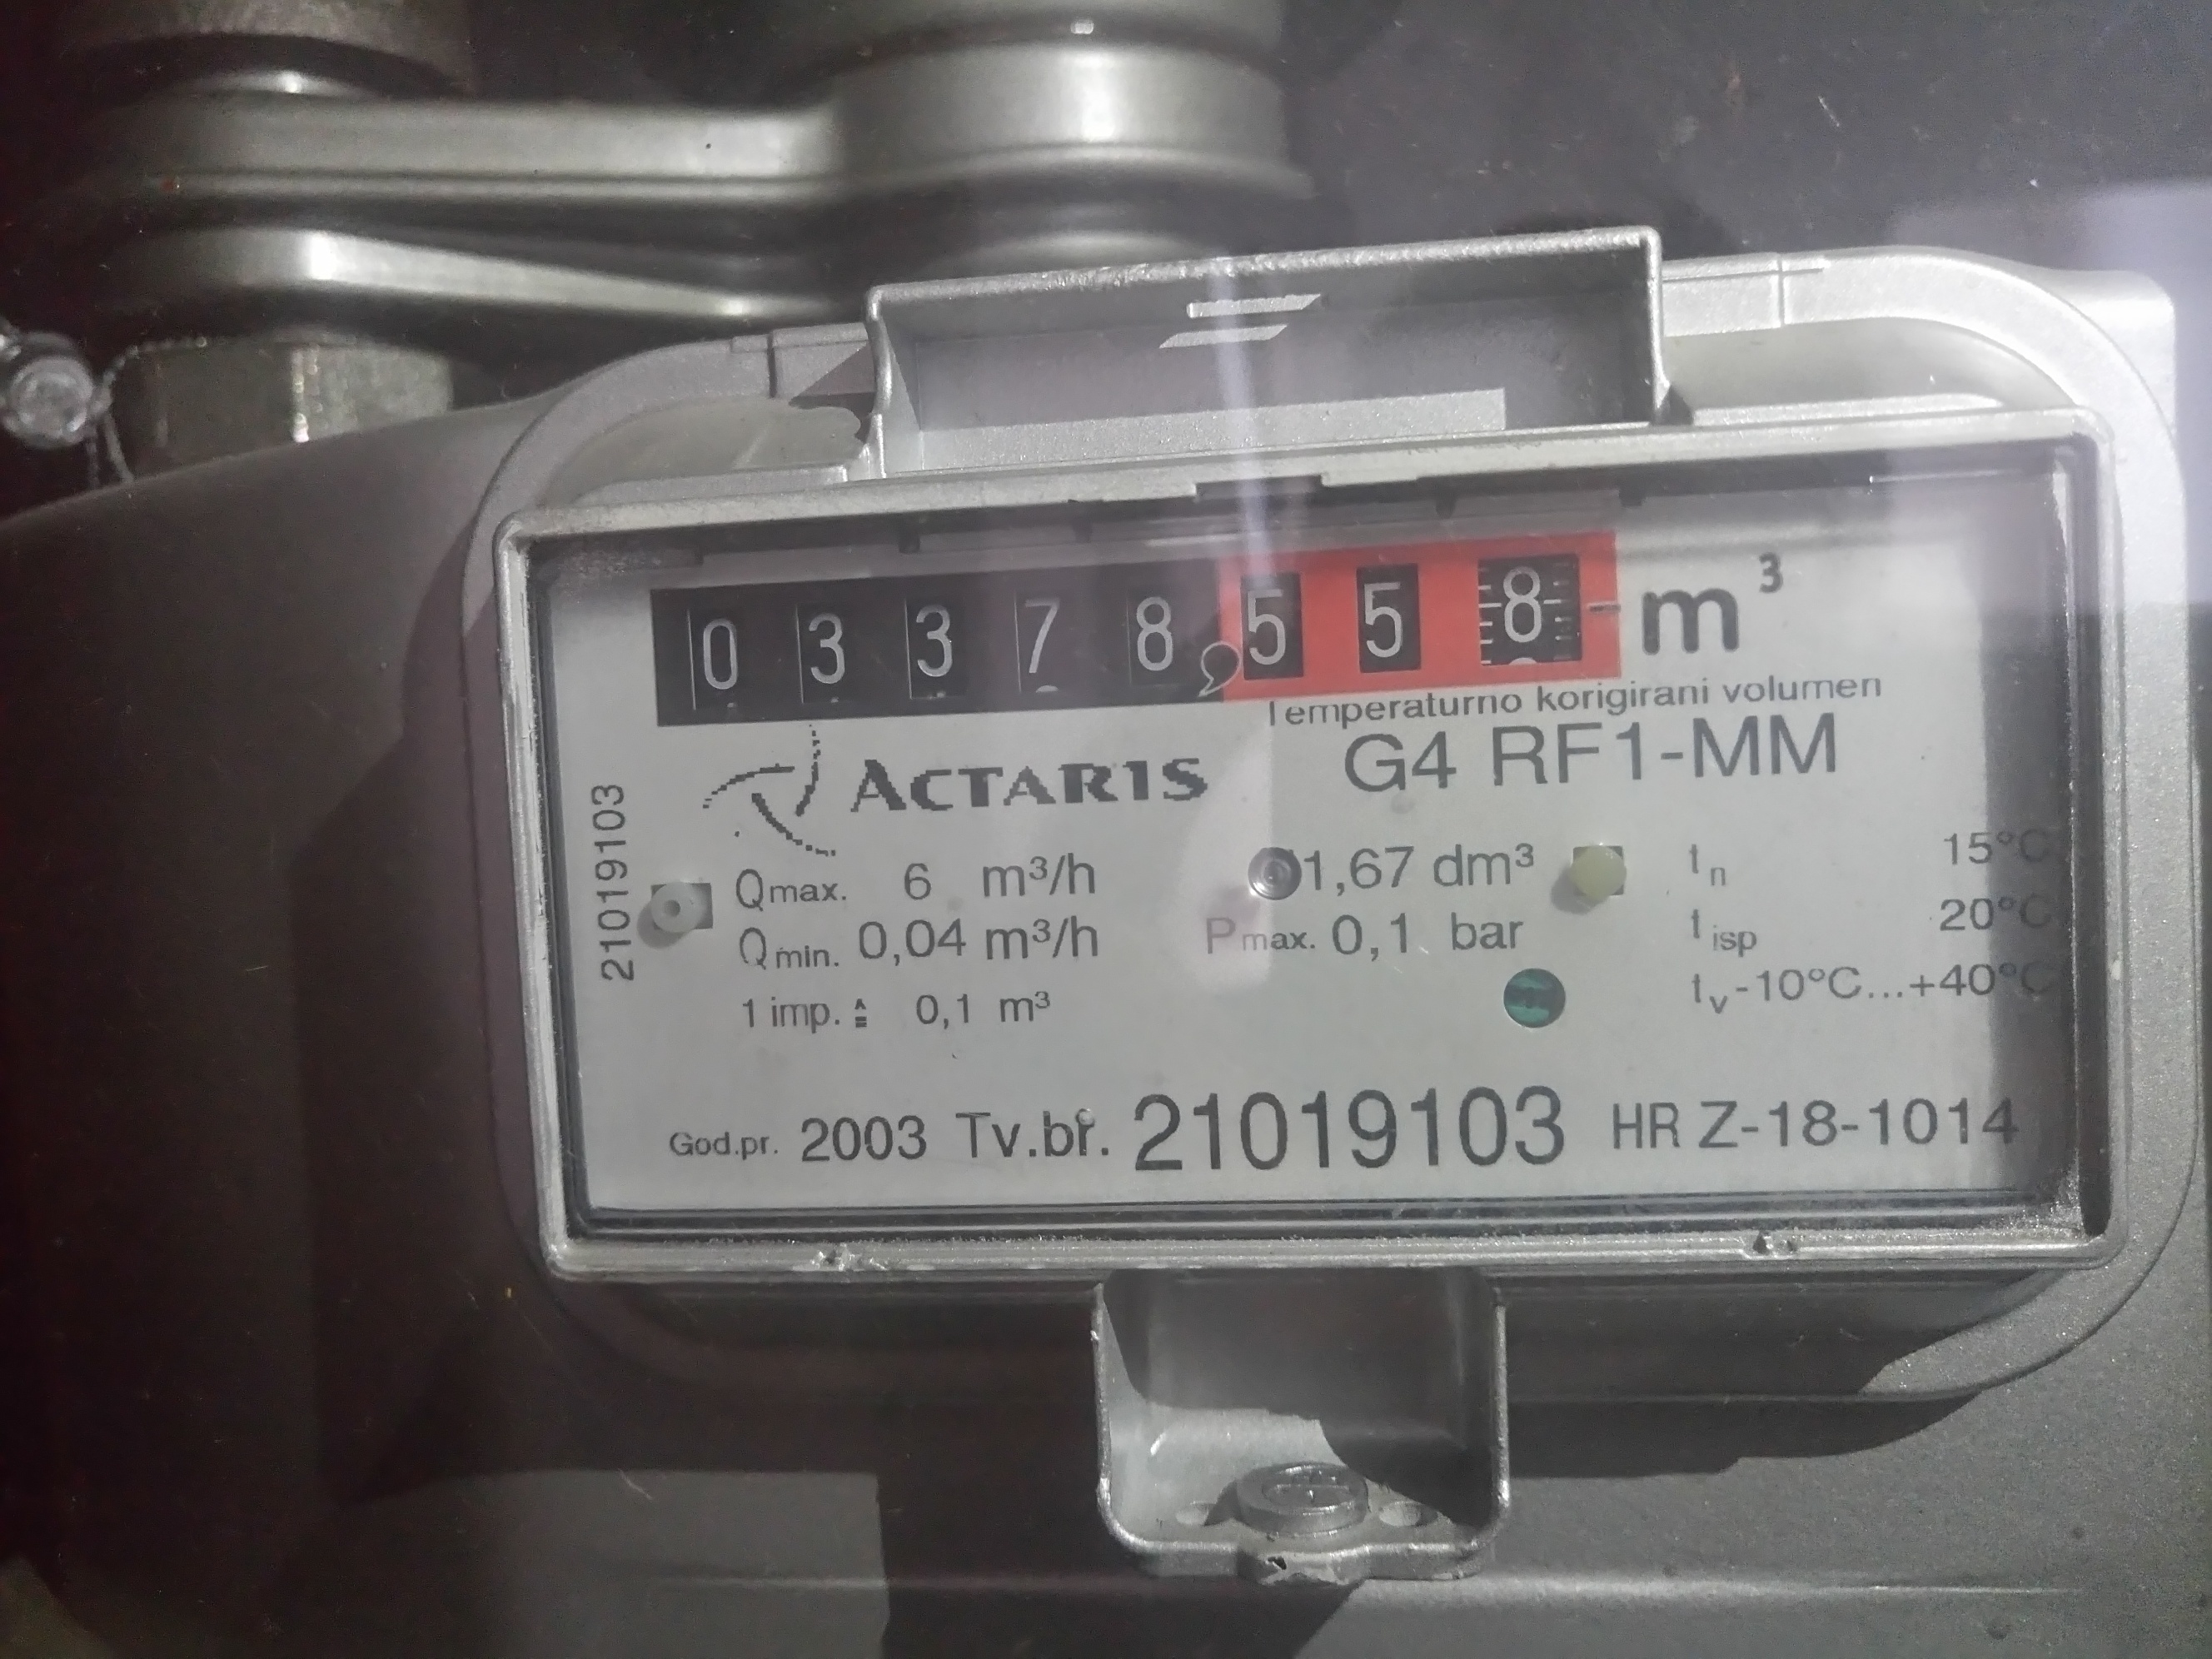 03378,558 m³
Temperaturno korigirani volumen
ACTARIS G4 RF1-MM
21019103
Qmax. 6 m³/h 1,67 dm³ tn 15°C
Qmin. 0,04 m³/h Pmax. 0,1 bar tisp 20°C
1 imp. ≙ 0,1 m³ tv -10°C...+40°C
God.pr. 2003 Tv.br. 21019103 HR Z-18-1014